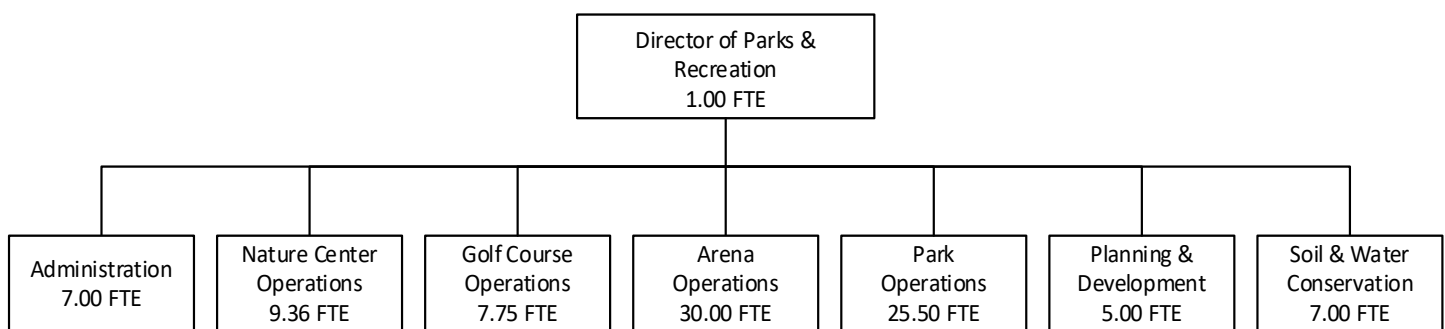 Director of Parks &
Recreation
1.00 FTE
Administration
7.00 FTE
Nature Center
Operations
9.36 FTE
Golf Course
Operations
7.75 FTE
Arena
Operations
30.00 FTE
Park
Operations
25.50 FTE
Planning &
Development
5.00 FTE
Soil & Water
Conservation
7.00 FTE